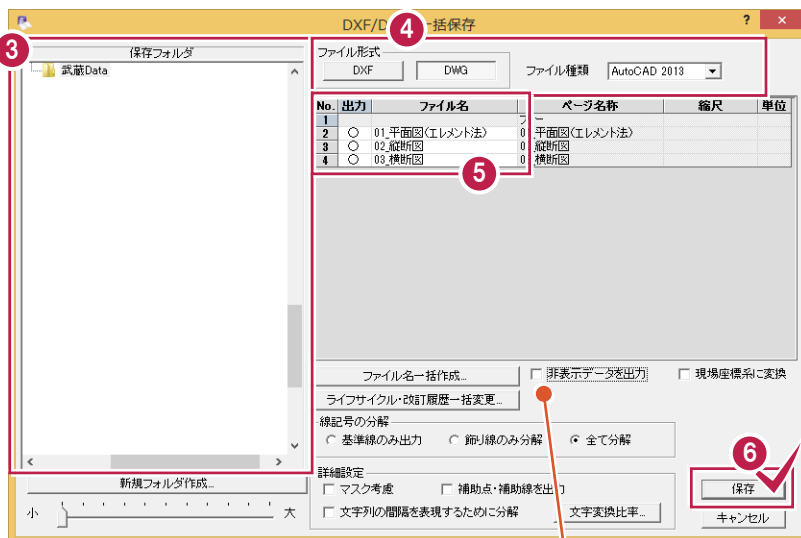 DXF/D 一括保存
?
×
3
4
保存フォルダ
武蔵Data
ファイル形式
DXF
DWG
ファイル種類
AutoCAD 2013
No. 出力 ファイル名 ページ名称 縮尺 単位
1
2 ○ 01_平面図(エレメント法) 平面図(エレメント法)
3 ○ 02_縦断図 縦断図
4 ○ 03_横断図 横断図
5
ファイル名一括作成...
非表示データを出力
現場座標系に変換
ライフサイクル・改訂履歴一括変更...
線記号の分解
基準線のみ出力
飾り線のみ分解
全て分解
新規フォルダ作成...
小
大
詳細設定
マスク考慮
補助点・補助線を出力
文字列の間隔を表現するために分解
文字変換比率...
6
保存
キャンセル